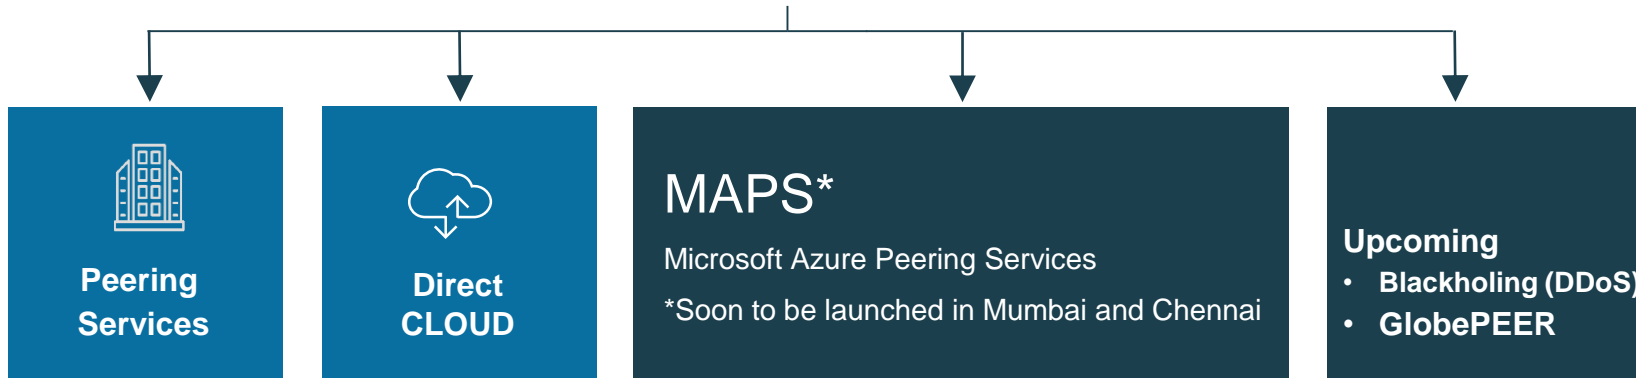 Peering
Services
Direct
CLOUD
MAPS*
Microsoft Azure Peering Services
*Soon to be launched in Mumbai and Chennai
Upcoming
• Blackholing (DDoS)
• GlobePEER